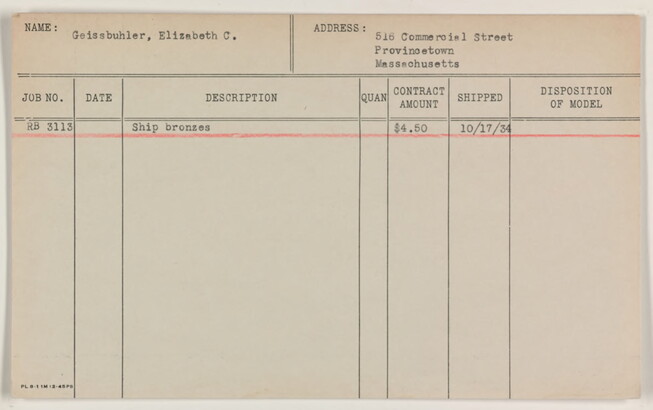 NAME: Geissbuhler, Elizabeth C.
ADDRESS: 516 Commercial Street
Provincetown
Massachusetts
JOB NO. DATE DESCRIPTION QUAN CONTRACT AMOUNT SHIPPED DISPOSITION OF MODEL
RB 3113 Ship bronzes $4.50 10/17/34